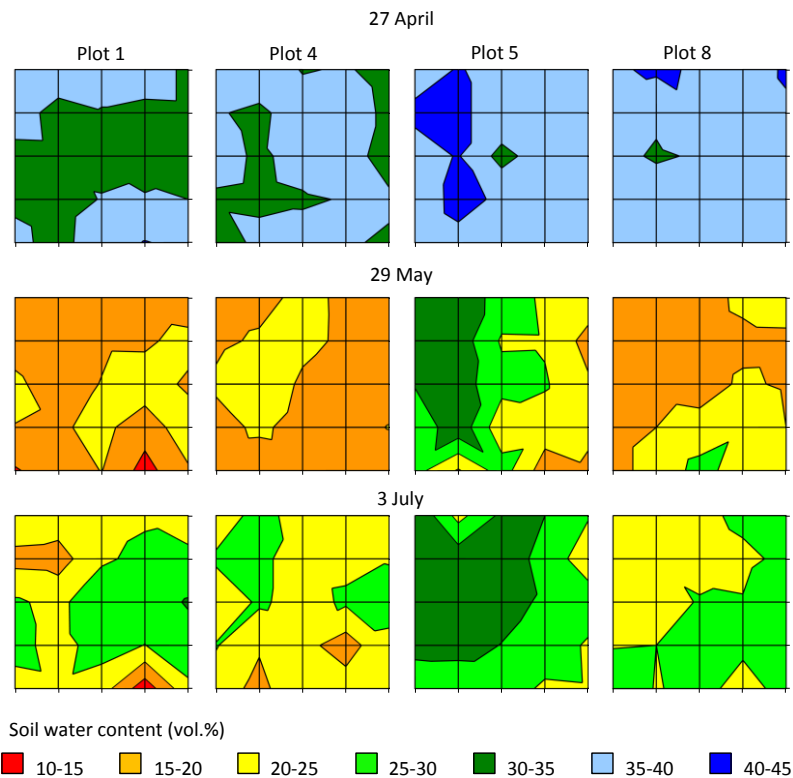 27 April
Plot 1 Plot 4 Plot 5 Plot 8
29 May
3 July
Soil water content (vol.%)
10-15 15-20 20-25 25-30 30-35 35-40 40-45